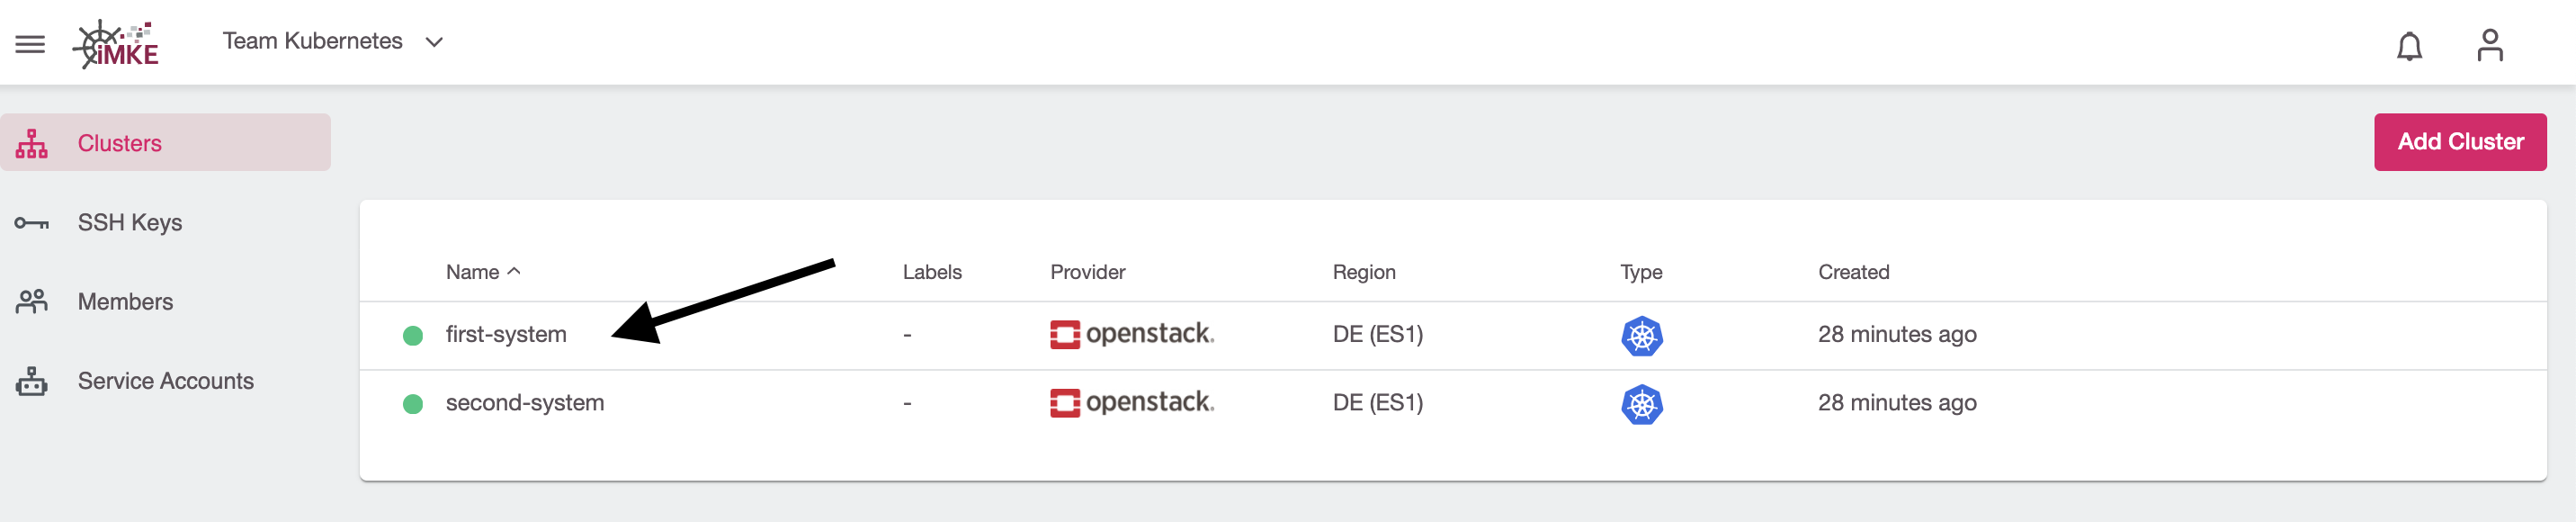 iMKE
Team Kubernetes
Clusters
Add Cluster
SSH Keys
Members
Service Accounts
Name Labels Provider Region Type Created
first-system - openstack. DE (ES1) 28 minutes ago
second-system - openstack. DE (ES1) 28 minutes ago